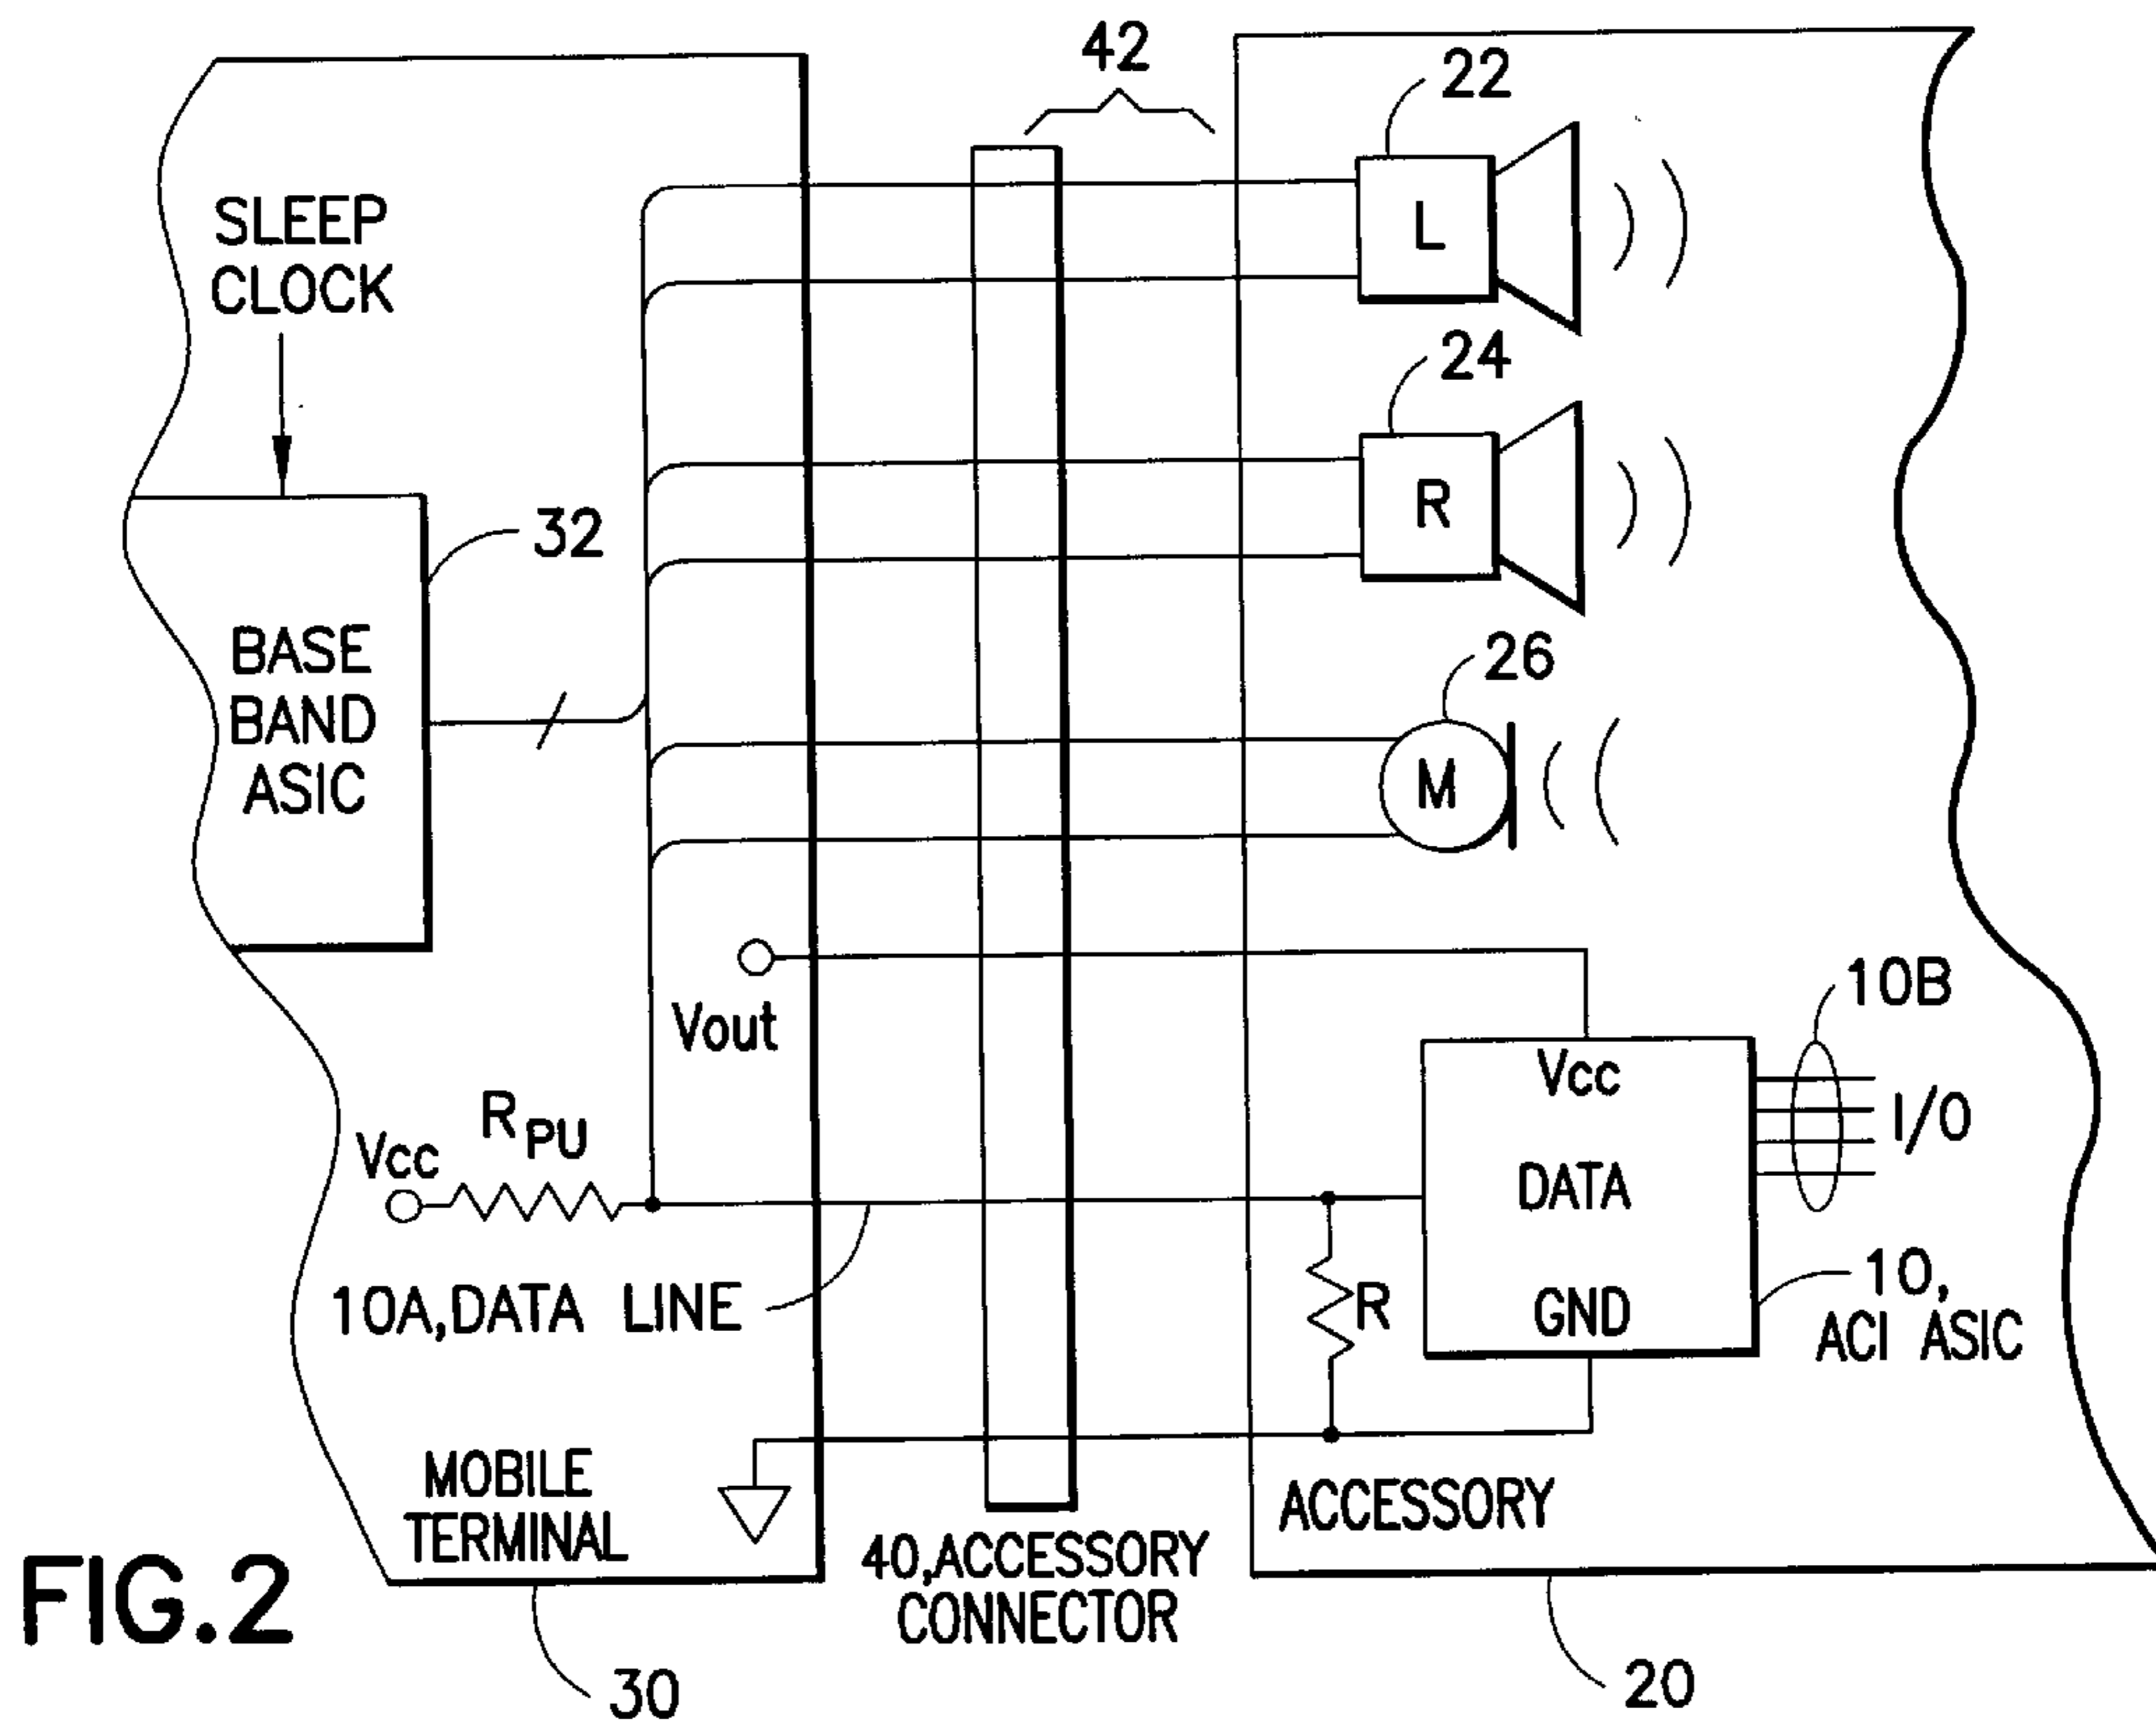 42
22
L
SLEEP
CLOCK
24
R
32
BASE
BAND
ASIC
26
M
Vout
10B
Vcc
I/O
RPU
Vcc
DATA
10A,DATA LINE
R
GND
10,
ACI ASIC
MOBILE
TERMINAL
ACCESSORY
40,ACCESSORY
CONNECTOR
FIG.2
30
20